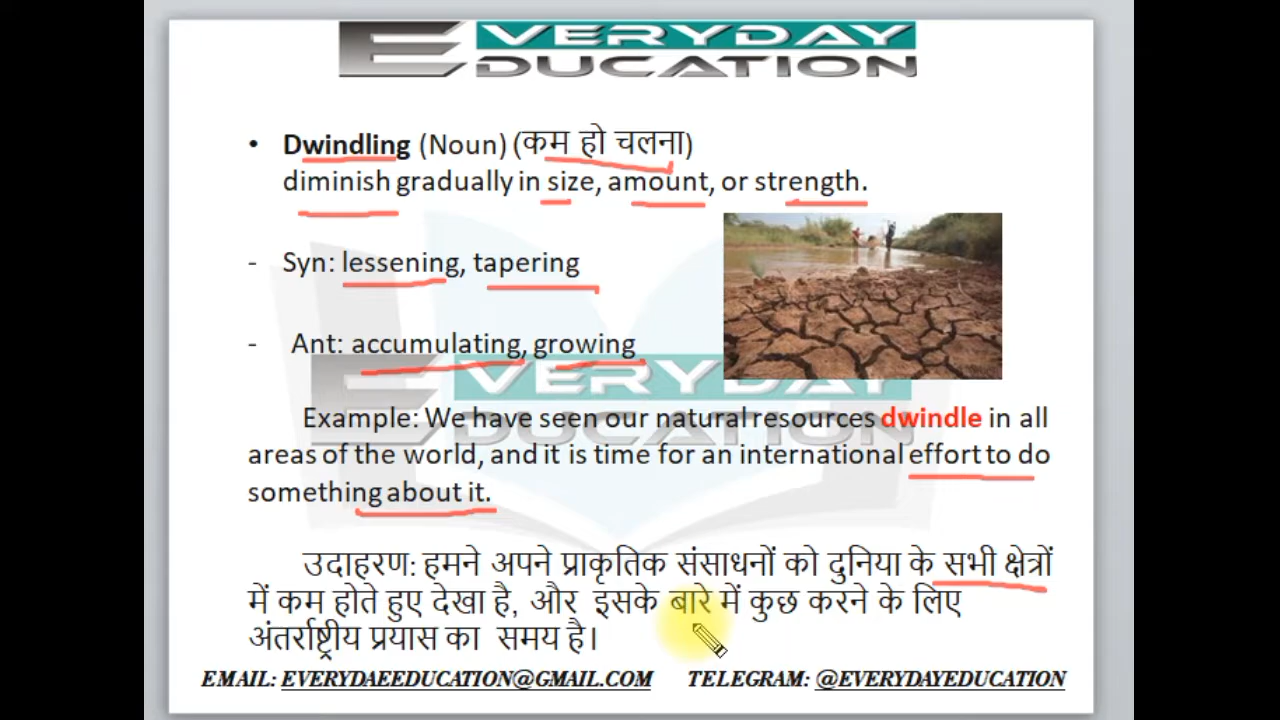 EVERYDAY
EDUCATION
• Dwindling (Noun) (कम हो चलना)
diminish gradually in size, amount, or strength.
- Syn: lessening, tapering
- Ant: accumulating, growing
EVERYDAY
EDUCATION
Example: We have seen our natural resources dwindle in all
areas of the world, and it is time for an international effort to do
something about it.
उदाहरण: हमने अपने प्राकृतिक संसाधनों को दुनिया के सभी क्षेत्रों
में कम होते हुए देखा है, और इसके बारे में कुछ करने के लिए
अंतर्राष्ट्रीय प्रयास का समय है।
EMAIL: EVERYDAEEDUCATION@GMAIL.COM TELEGRAM: @EVERYDAYEDUCATION